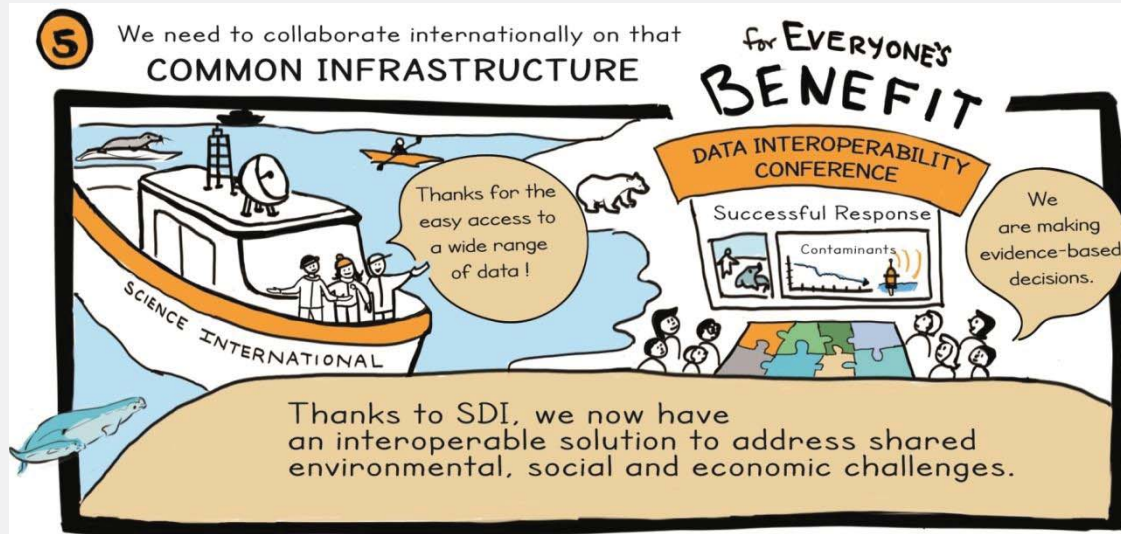 5
We need to collaborate internationally on that
COMMON INFRASTRUCTURE
for EVERYONE'S
BENEFIT
DATA INTEROPERABILITY
CONFERENCE
Successful Response
Contaminants
Thanks for the
easy access to
a wide range
of data !
We
are making
evidence-based
decisions.
SCIENCE INTERNATIONAL
Thanks to SDI, we now have
an interoperable solution to address shared
environmental, social and economic challenges.